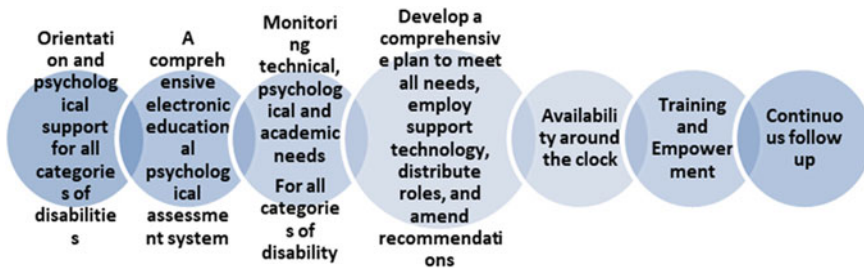 Orientati
on and
psycholog
ical
support
for all
categorie
s of
disabilitie
s
A
compreh
ensive
electronic
education
al
psycholog
ical
assessme
nt system
Monitori
ng
technical,
psycholog
ical and
academic
needs
For all
categorie
s of
disability
Develop a
comprehensiv
e plan to meet
all needs,
employ
support
technology,
distribute
roles, and
amend
recommendati
ons
Availabili
ty around
the clock
Training
and
Empower
ment
Continuo
us follow
up